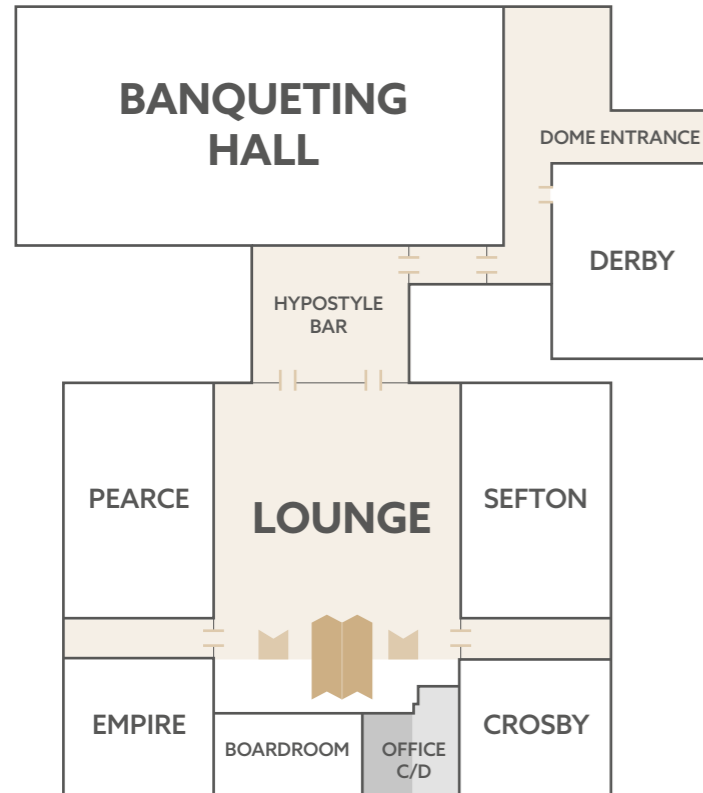 BANQUETING
HALL
DOME ENTRANCE
DERBY
HYPOSTYLE
BAR
PEARCE
LOUNGE
SEFTON
EMPIRE
BOARDROOM
OFFICE
C/D
CROSBY